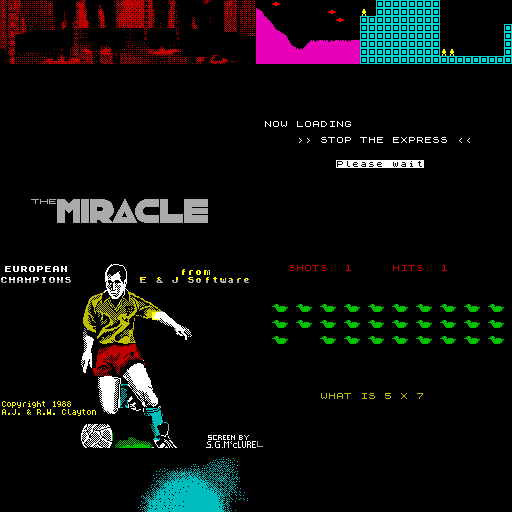 NOW LOADING
>> STOP THE EXPRESS <<
Please wait
THE MIRACLE
EUROPEAN
CHAMPIONS
from
E & J Software
Copyright 1988
A.J. & R.W. Clayton
SCREEN BY
S.G.McLURE
SHOTS: 1 HITS: 1
WHAT IS 5 X 7